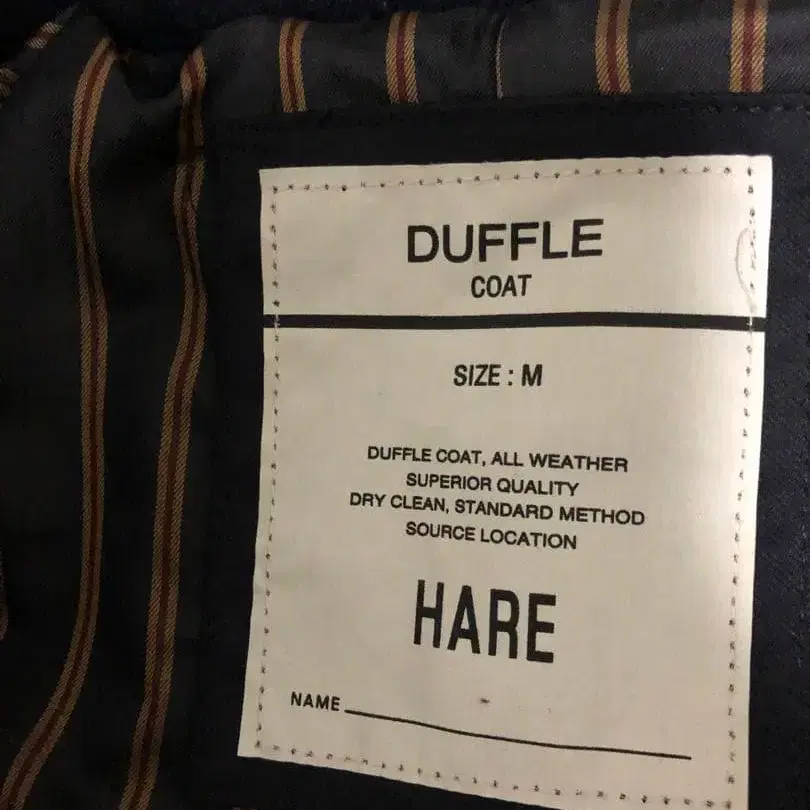 DUFFLE
COAT
SIZE : M
DUFFLE COAT, ALL WEATHER
SUPERIOR QUALITY
DRY CLEAN, STANDARD METHOD
SOURCE LOCATION
HARE
NAME